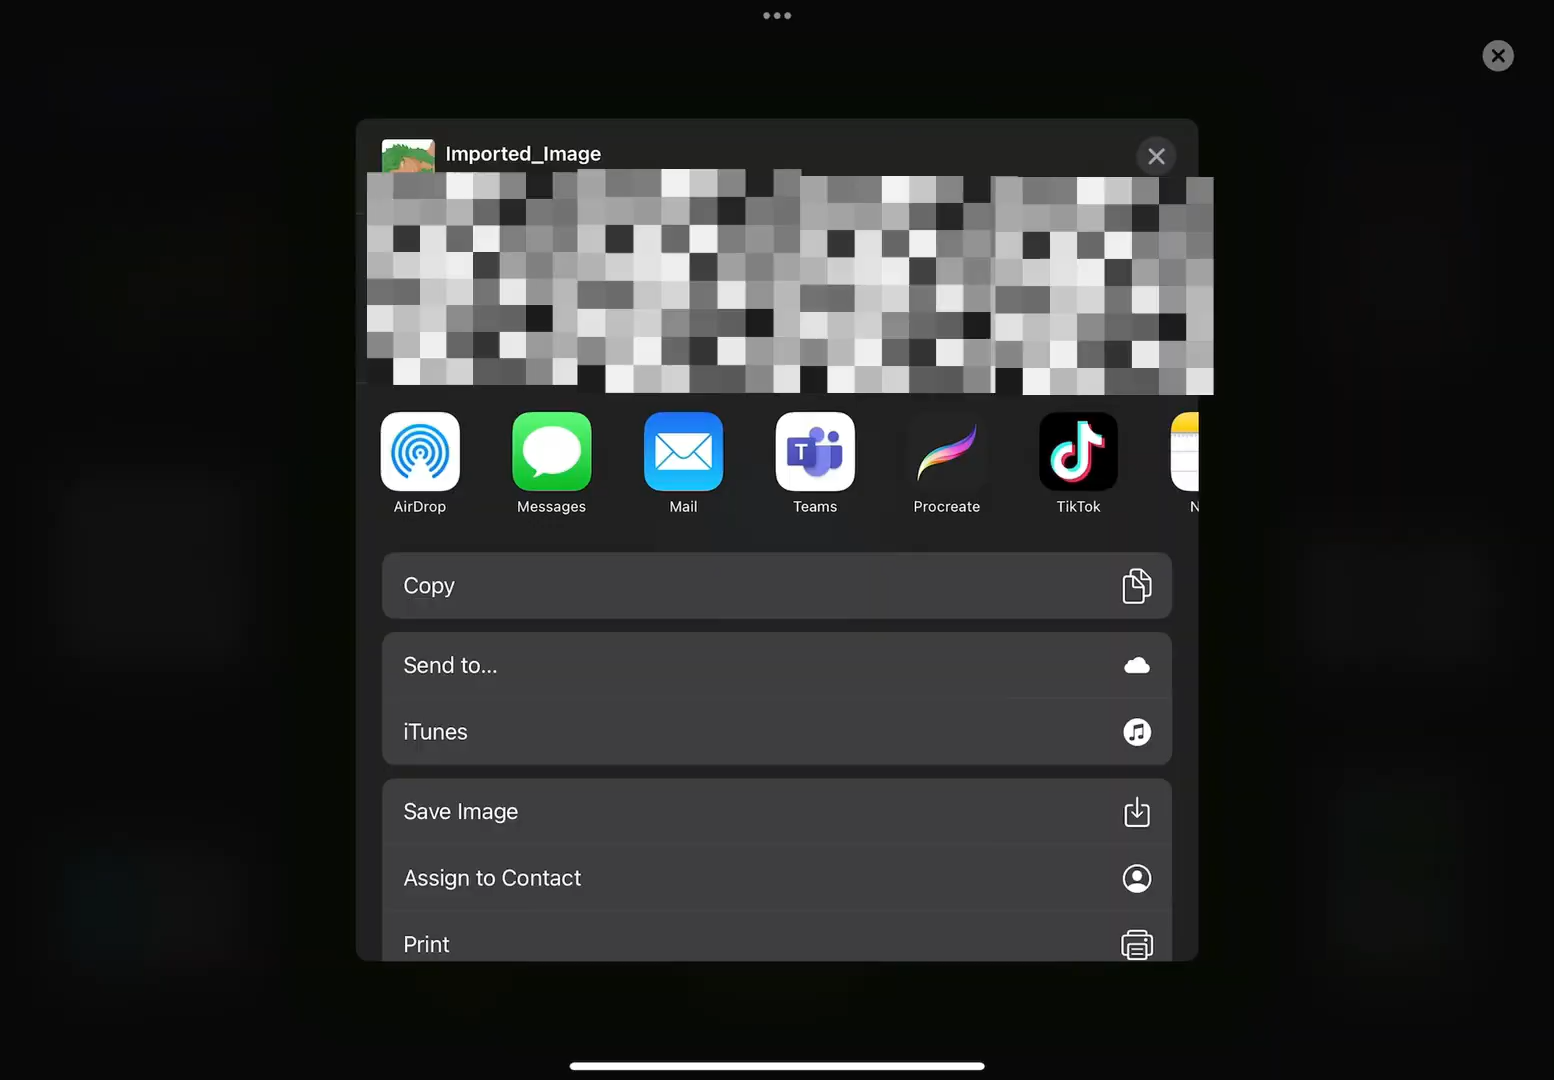 Imported_Image
AirDrop
Messages
Mail
Teams
Procreate
TikTok
N
Copy
Send to...
iTunes
Save Image
Assign to Contact
Print